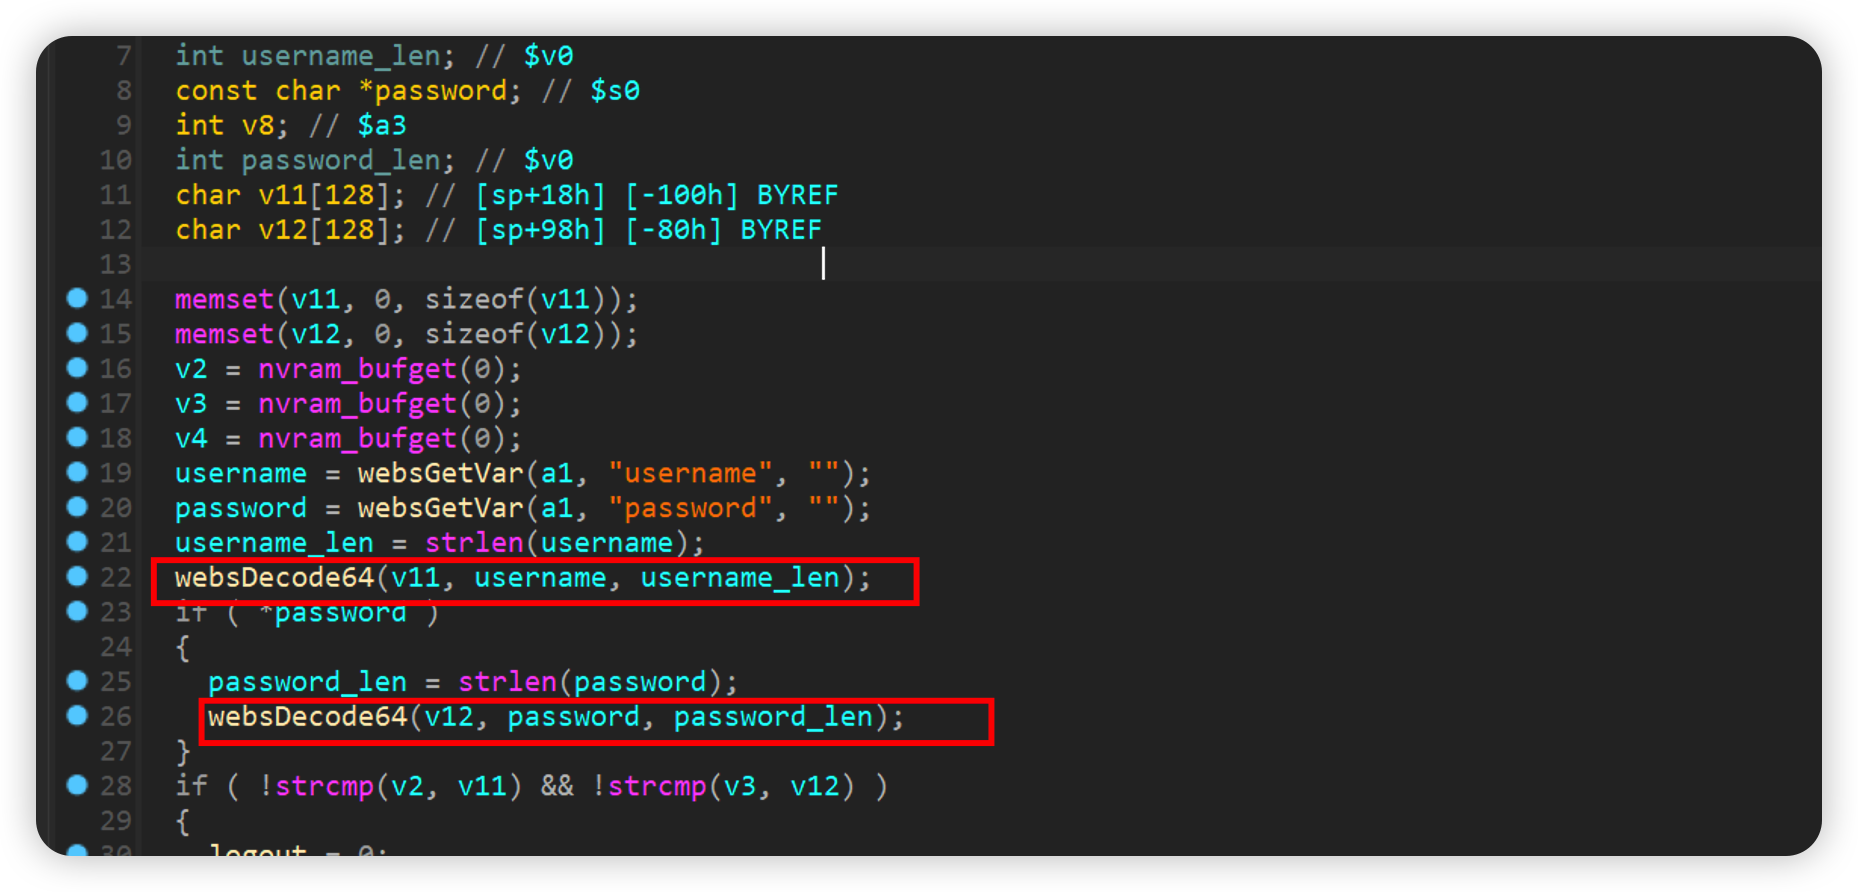 7 int username_len; // $v0
8 const char *password; // $s0
9 int v8; // $a3
10 int password_len; // $v0
11 char v11[128]; // [sp+18h] [-100h] BYREF
12 char v12[128]; // [sp+98h] [-80h] BYREF
13
14 memset(v11, 0, sizeof(v11));
15 memset(v12, 0, sizeof(v12));
16 v2 = nvram_bufget(0);
17 v3 = nvram_bufget(0);
18 v4 = nvram_bufget(0);
19 username = websGetVar(a1, "username", "");
20 password = websGetVar(a1, "password", "");
21 username_len = strlen(username);
22 websDecode64(v11, username, username_len);
23 if ( *password )
24 {
25 password_len = strlen(password);
26 websDecode64(v12, password, password_len);
27 }
28 if ( !strcmp(v2, v11) && !strcmp(v3, v12) )
29 {
30 logout = 0;